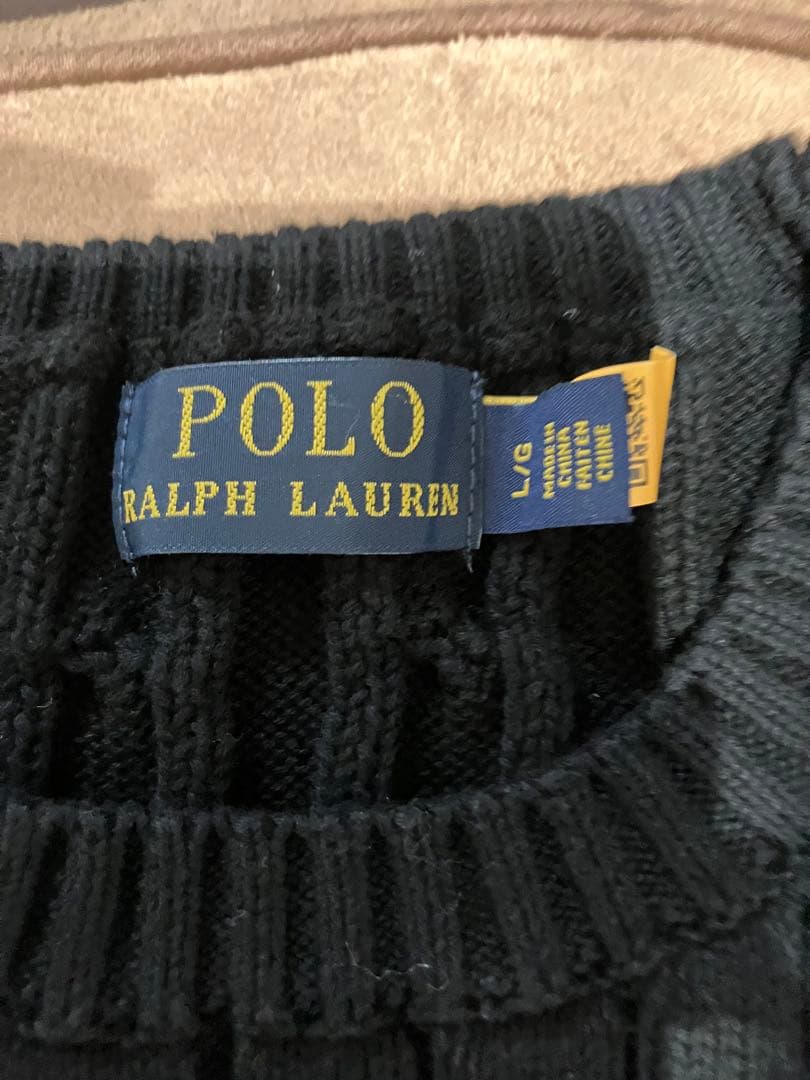 POLO
RALPH LAUREN
L/G
MADE IN
CHINA
FAIT EN
CHINE